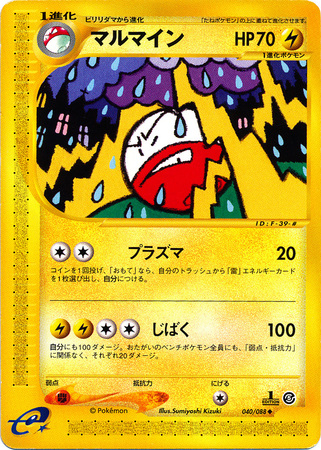 1進化
ビリリダマから進化
「たねポケモン」の上に重ねて進化させます。
マルマイン
HP70
1進化ポケモン
ID:F-39-#
プラズマ
20
コインを1回投げ、「おもて」なら、自分のトラッシュから「雷」エネルギーカード
を1枚選び出し、自分につける。
じばく
100
自分にも100ダメージ。おたがいのベンチポケモン全員にも、「弱点・抵抗力」
に関係なく、それぞれ20ダメージ。
弱点
抵抗力
にげる
1
EDITION
e
© Pokémon
Illus.Sumiyoshi Kizuki
040/088